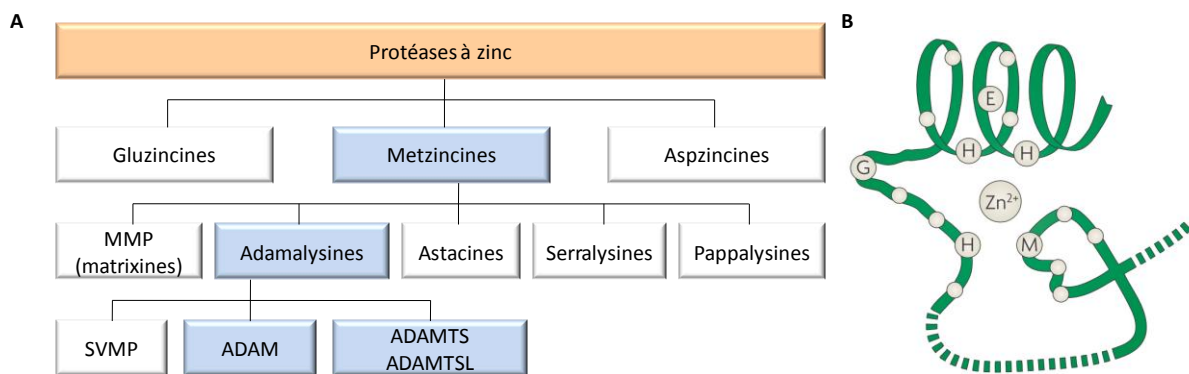 A
Protéases à zinc
Gluzincines
Metzincines
Aspzincines
MMP
(matrixines)
Adamalysines
Astacines
Serralysines
Pappalysines
SVMP
ADAM
ADAMTS
ADAMTSL
B
E
H
H
G
Zn²⁺
H
M